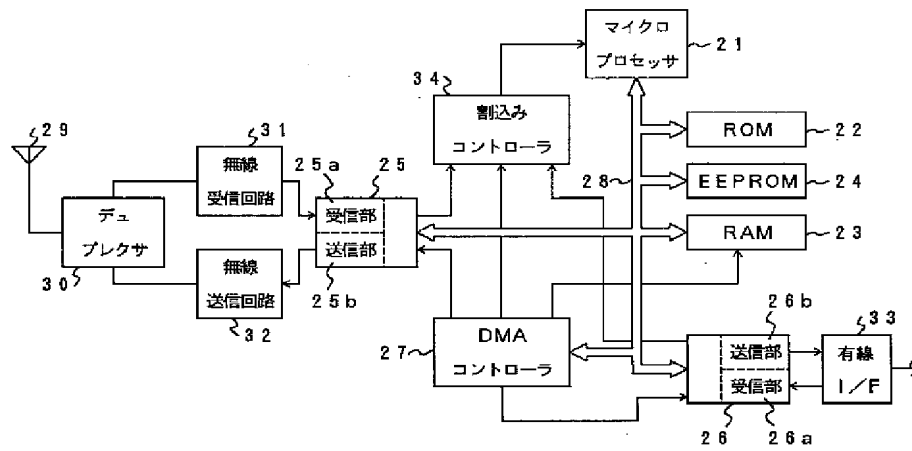 マイクロ
プロセッサ
21
34
割込み
コントローラ
29
31
無線
受信回路
25a
25
受信部
送信部
25b
デュ
プレクサ
30
無線
送信回路
32
28
ROM
22
EEPROM
24
RAM
23
27
DMA
コントローラ
26b
33
送信部
受信部
有線
I/F
26
26a